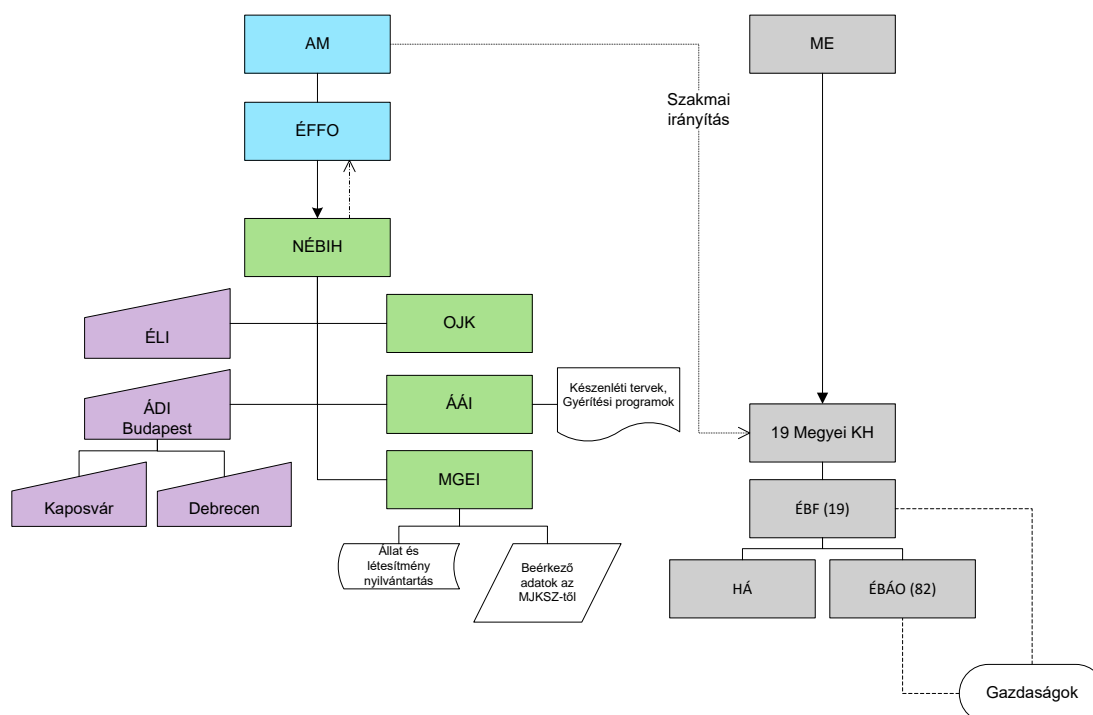 AM
ME
Szakmai
irányítás
ÉFFO
NÉBIH
ÉLI
OJK
ÁDI
Budapest
ÁÁI
Készenléti tervek,
Gyérítési programok
19 Megyei KH
Kaposvár
Debrecen
MGEI
ÉBF (19)
Állat és
létesítmény
nyilvántartás
Beérkező
adatok az
MJKSZ-től
HÁ
ÉBÁO (82)
Gazdaságok